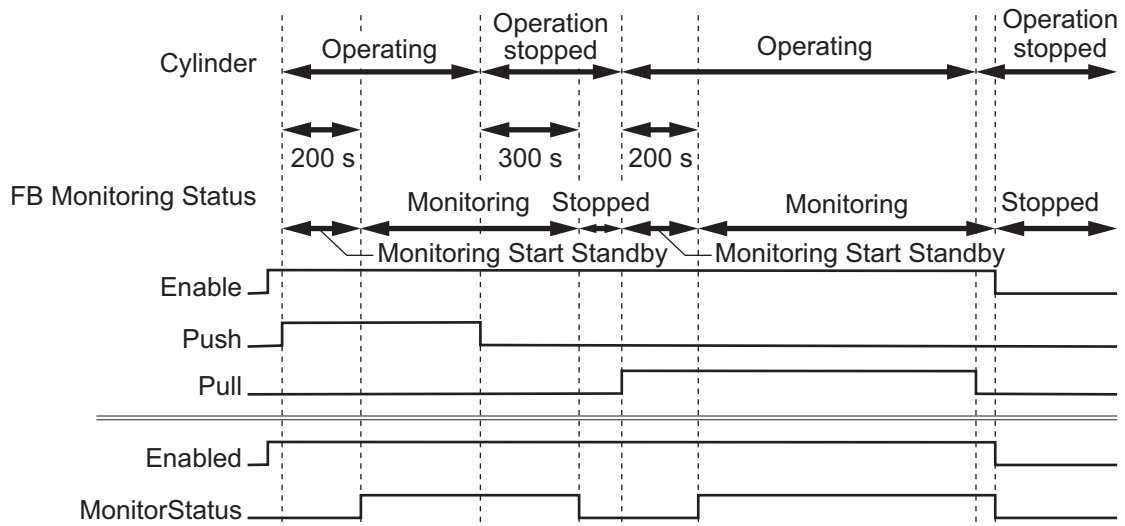 Operation
stopped
Operation
stopped
Operating
Operating
Cylinder
200 s
300 s
200 s
FB Monitoring Status
Monitoring
Stopped
Monitoring
Stopped
Monitoring Start Standby
Monitoring Start Standby
Enable
Push
Pull
Enabled
MonitorStatus